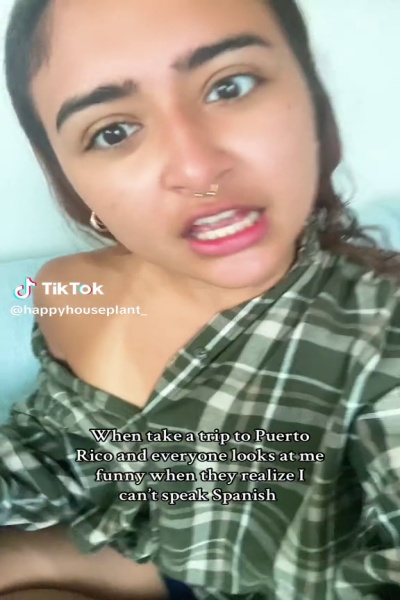 TikTok
@happyhouseplant_
When take a trip to Puerto
Rico and everyone looks at me
funny when they realize I
can't speak Spanish